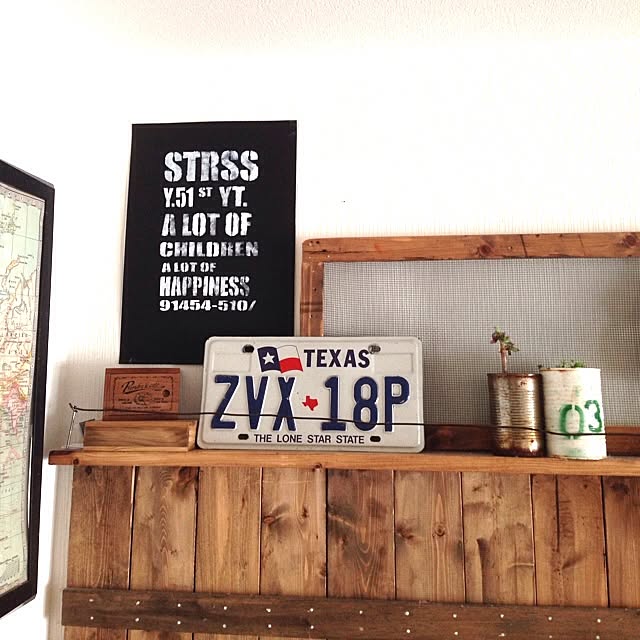 STRSS
Y.51 ST YT.
A LOT OF
CHILDREN
A LOT OF
HAPPINESS
91454-510/
TEXAS
ZVX 18P
THE LONE STAR STATE
03